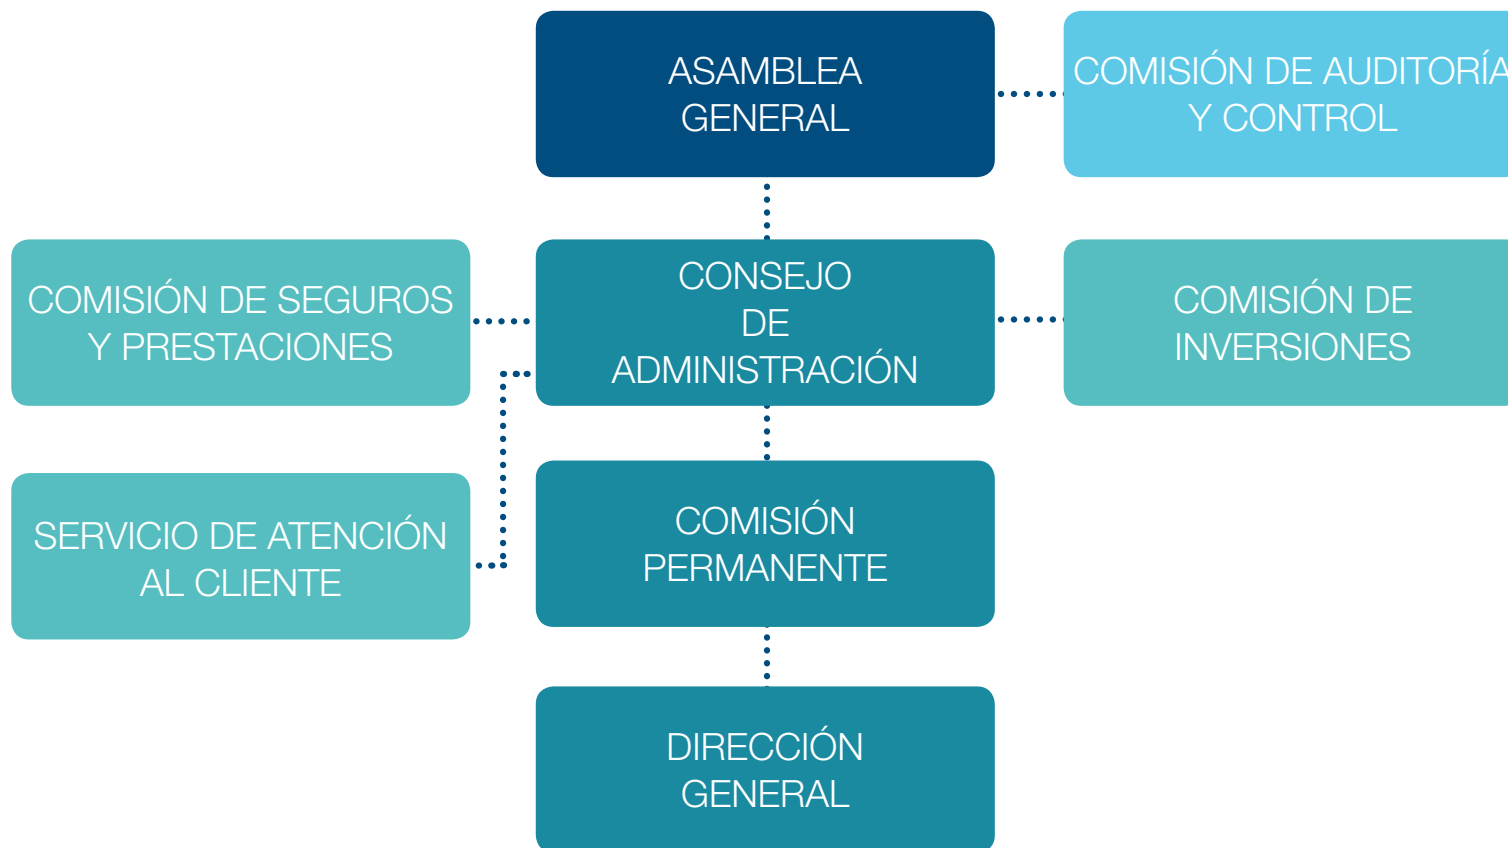 ASAMBLEA
GENERAL
COMISIÓN DE AUDITORÍA
Y CONTROL
COMISIÓN DE SEGUROS
Y PRESTACIONES
CONSEJO
DE
ADMINISTRACIÓN
COMISIÓN DE
INVERSIONES
SERVICIO DE ATENCIÓN
AL CLIENTE
COMISIÓN
PERMANENTE
DIRECCIÓN
GENERAL